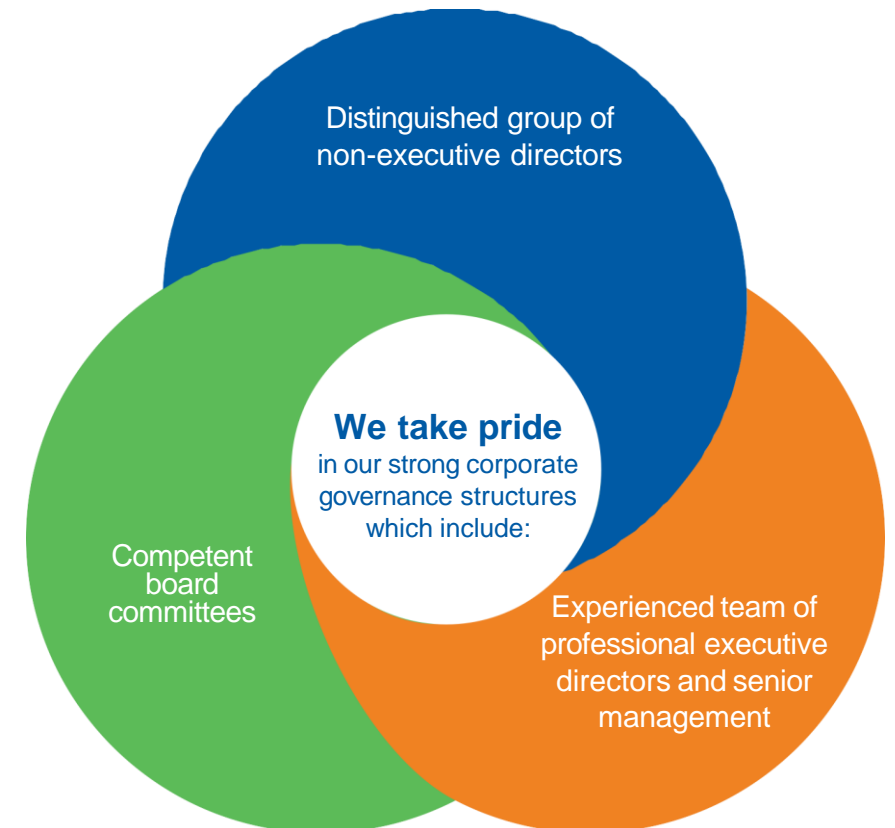 Distinguished group of
non-executive directors
We take pride
in our strong corporate
governance structures
which include:
Competent
board
committees
Experienced team of
professional executive
directors and senior
management